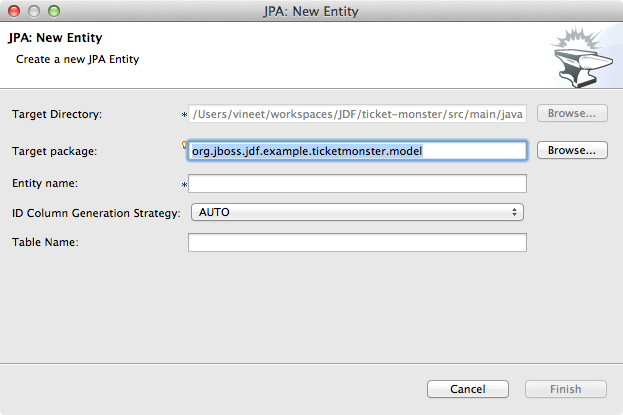 JPA: New Entity
JPA: New Entity
Create a new JPA Entity
Target Directory: * /Users/vineet/workspaces/JDF/ticket-monster/src/main/java Browse...
Target package: org.jboss.jdf.example.ticketmonster.model Browse...
Entity name: *
ID Column Generation Strategy: AUTO
Table Name:
Cancel Finish